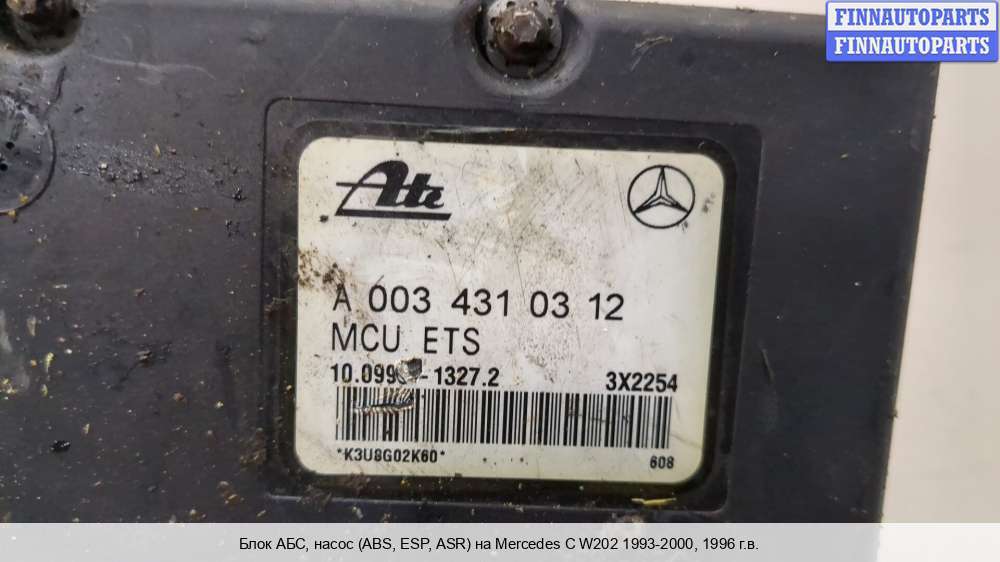 FINNAUTOPARTS
FINNAUTOPARTS
Ate
A 003 431 03 12
MCU ETS
-1327.2 3X2254
*K3U8G02K60*
608
Блок АБС, насос (ABS, ESP, ASR) на Mercedes C W202 1993-2000, 1996 г.в.